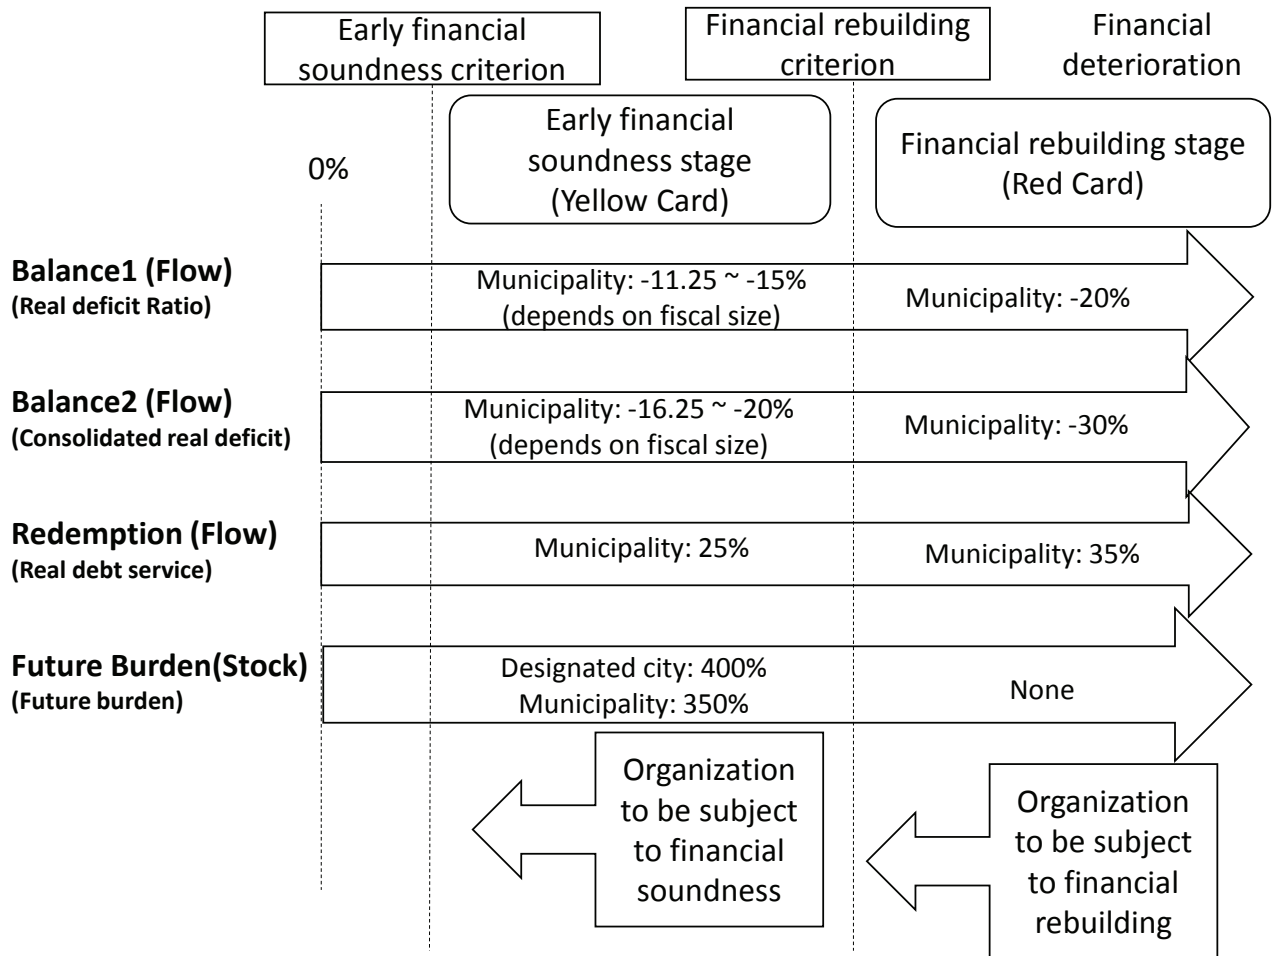 Early financial
soundness criterion
Financial rebuilding
criterion
Financial
deterioration
0%
Early financial
soundness stage
(Yellow Card)
Financial rebuilding stage
(Red Card)
Balance1 (Flow)
(Real deficit Ratio)
Municipality: -11.25 ~ -15%
(depends on fiscal size)
Municipality: -20%
Balance2 (Flow)
(Consolidated real deficit)
Municipality: -16.25 ~ -20%
(depends on fiscal size)
Municipality: -30%
Redemption (Flow)
(Real debt service)
Municipality: 25%
Municipality: 35%
Future Burden(Stock)
(Future burden)
Designated city: 400%
Municipality: 350%
None
Organization
to be subject
to financial
soundness
Organization
to be subject
to financial
rebuilding